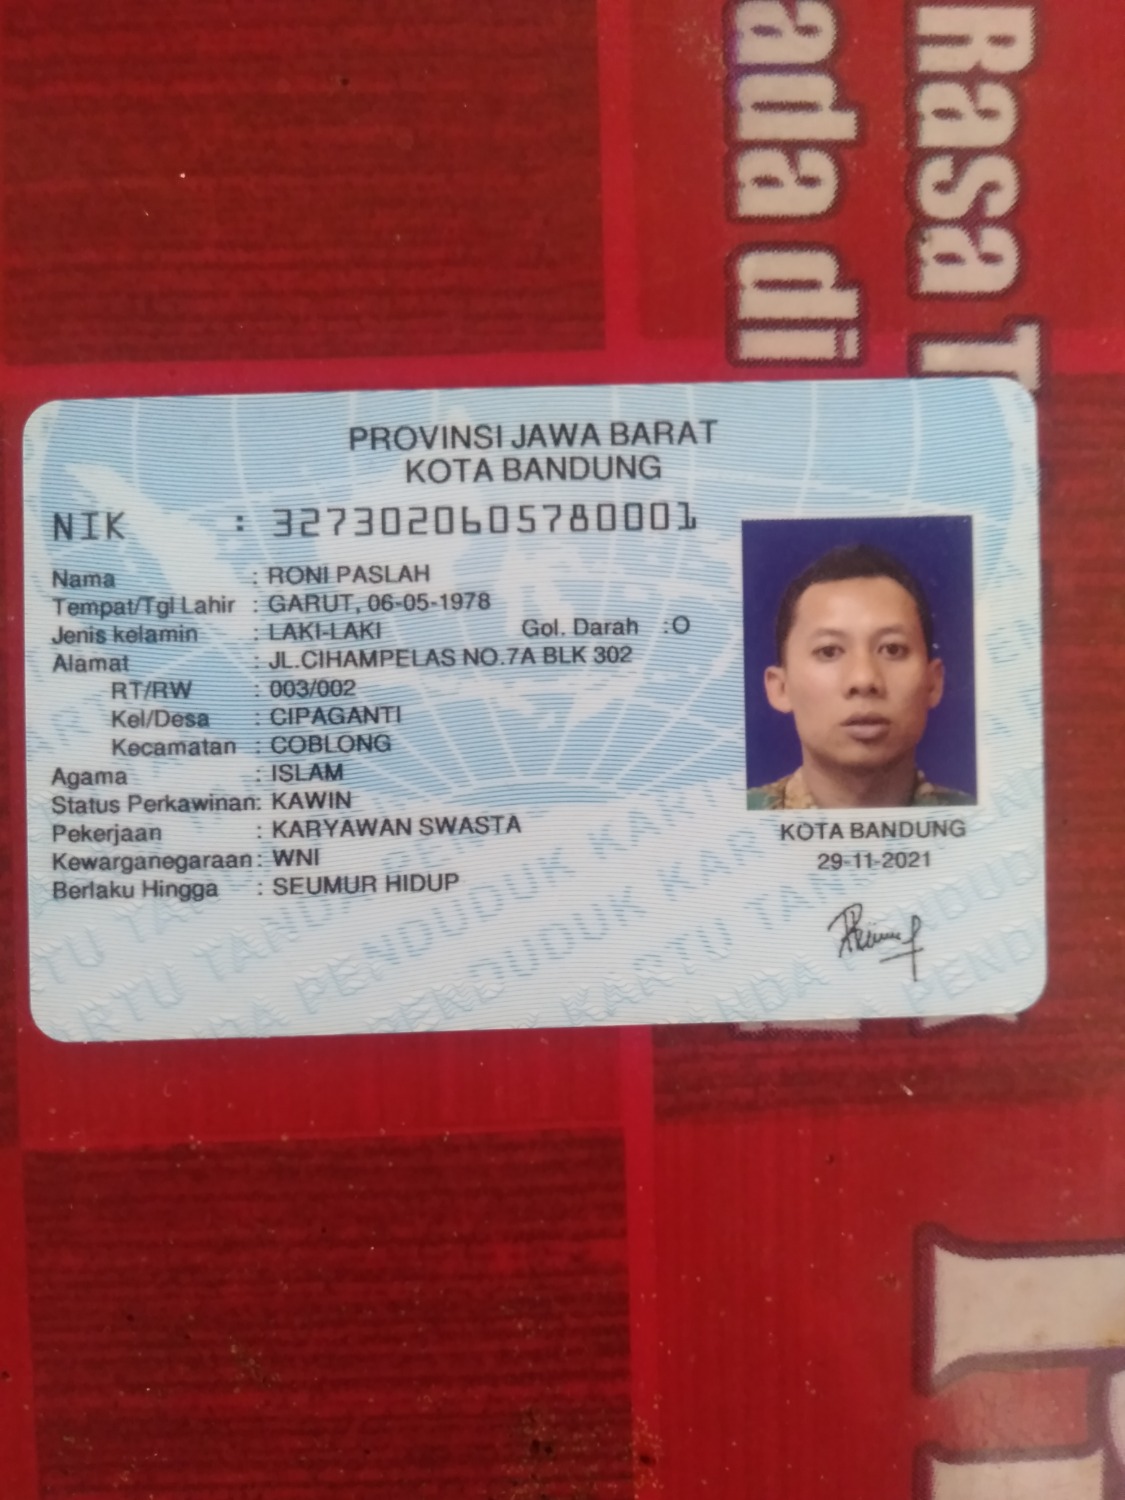 Rasa T
ada di
PROVINSI JAWA BARAT
KOTA BANDUNG
NIK : 3273020605780001
Nama : RONI PASLAH
Tempat/Tgl Lahir : GARUT, 06-05-1978
Jenis kelamin : LAKI-LAKI Gol. Darah : O
Alamat : JL.CIHAMPELAS NO.7A BLK 302
RT/RW : 003/002
Kel/Desa : CIPAGANTI
Kecamatan : COBLONG
Agama : ISLAM
Status Perkawinan: KAWIN
Pekerjaan : KARYAWAN SWASTA
Kewarganegaraan : WNI
Berlaku Hingga : SEUMUR HIDUP
KOTA BANDUNG
29-11-2021
KARTU TANDA PENDUDUK